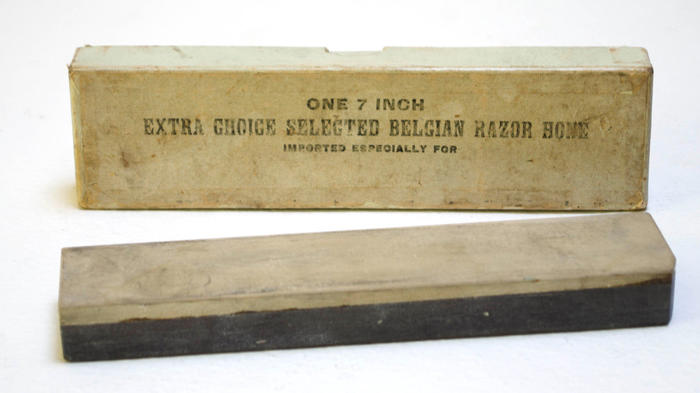 ONE 7 INCH
EXTRA CHOICE SELECTED BELGIAN RAZOR HONE
IMPORTED ESPECIALLY FOR